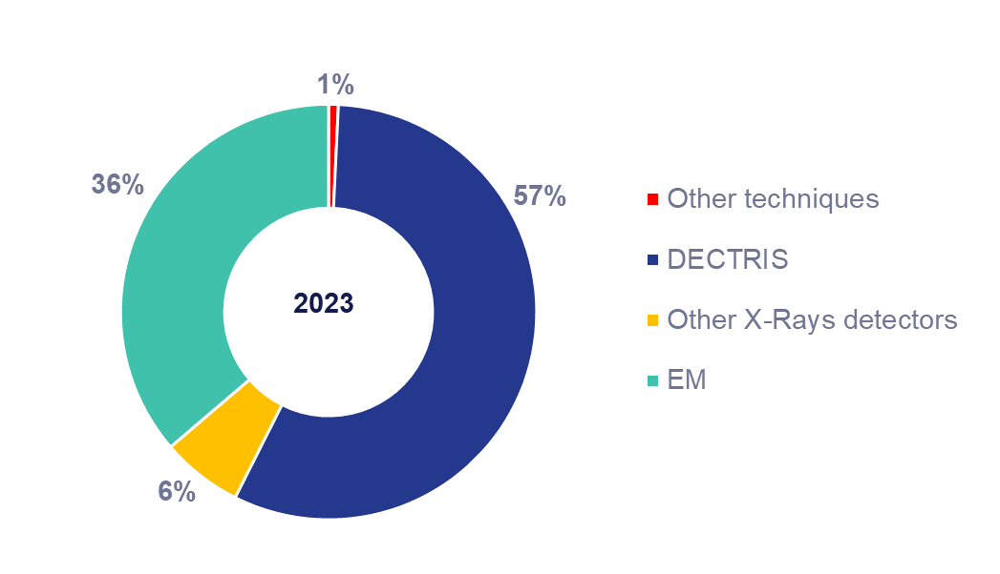 1%
36%
57%
2023
6%
Other techniques
DECTRIS
Other X-Rays detectors
EM